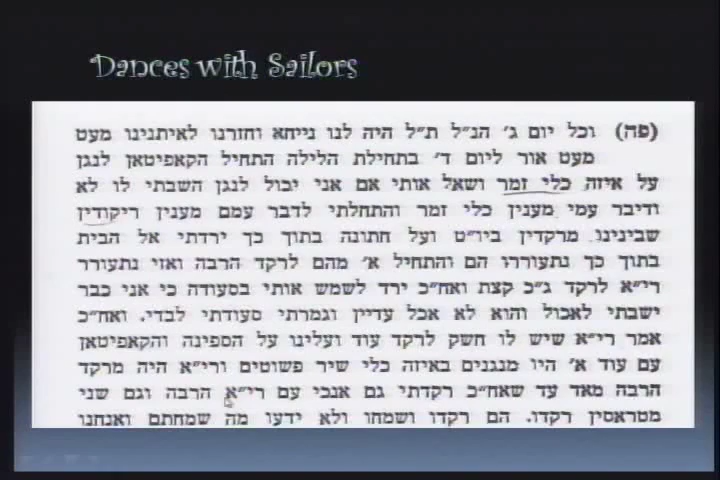 Dances with Sailors
(פה) וכל יום ג׳ הנ״ל ת״ל היה לנו נייחא וחזרנו לאיתנינו מעט
מעט אור ליום ד׳ בתחילת הלילה התחיל הקאפיטאן לנגן
על איזה כלי זמר ושאל אותי אם אני יכול לנגן השבתי לו לא
ודיבר עמי מענין כלי זמר והתחלתי לדבר עמם מענין ריקודין
שבינינו מרקדין ביו״ט ועל חתונה בתוך כך ירדתי אל הבית
בתוך כך נתעוררו הם והתחיל א׳ מהם לרקד הרבה ואזי נתעורר
רי״א לרקד ג״כ קצת ואח״כ ירד לשמש אותי בסעודה כי אני כבר
ישבתי לאכול והוא לא אכל עדיין וגמרתי סעודתי לבדי. ואח״כ
אמר רי״א שיש לו חשק לרקד עוד ועלינו על הספינה והקאפיטאן
עם עוד א׳ היו מנגנים באיזה כלי שיר פשוטים ורי״א היה מרקד
הרבה מאד עד שאח״כ רקדתי גם אנכי עם רי״א הרבה וגם שני
מטראסין רקדו. הם רקדו ושמחו ולא ידעו מה שמחתם ואנחנו